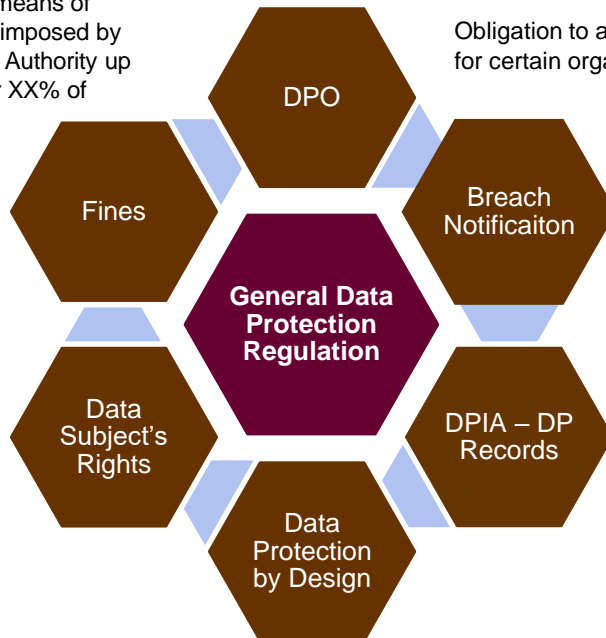 means of
imposed by
Authority up
XX% of
Obligation to a
for certain orga
DPO
Fines
Breach
Notificaiton
General Data
Protection
Regulation
Data
Subject's
Rights
DPIA – DP
Records
Data
Protection
by Design